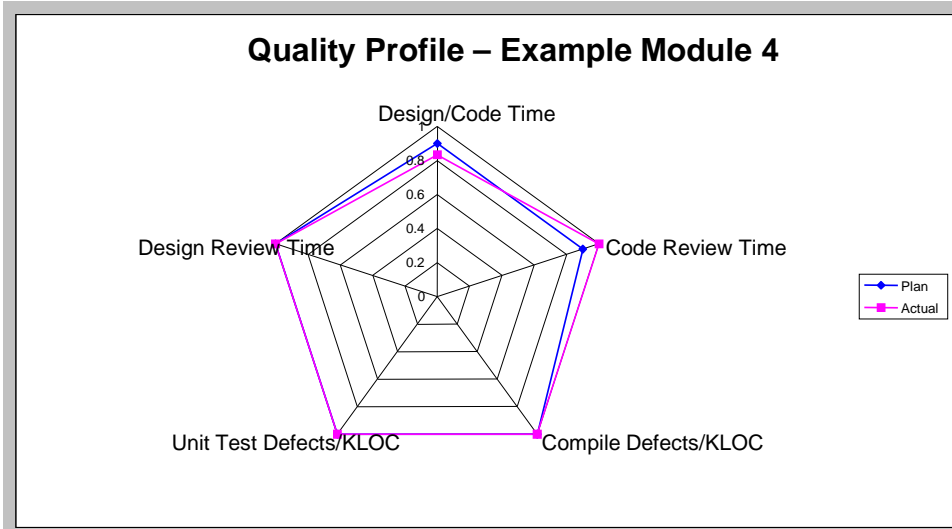 Quality Profile – Example Module 4
Design/Code Time
1
0.8
0.6
0.4
0.2
0
Design Review Time
Code Review Time
Unit Test Defects/KLOC
Compile Defects/KLOC
Plan
Actual